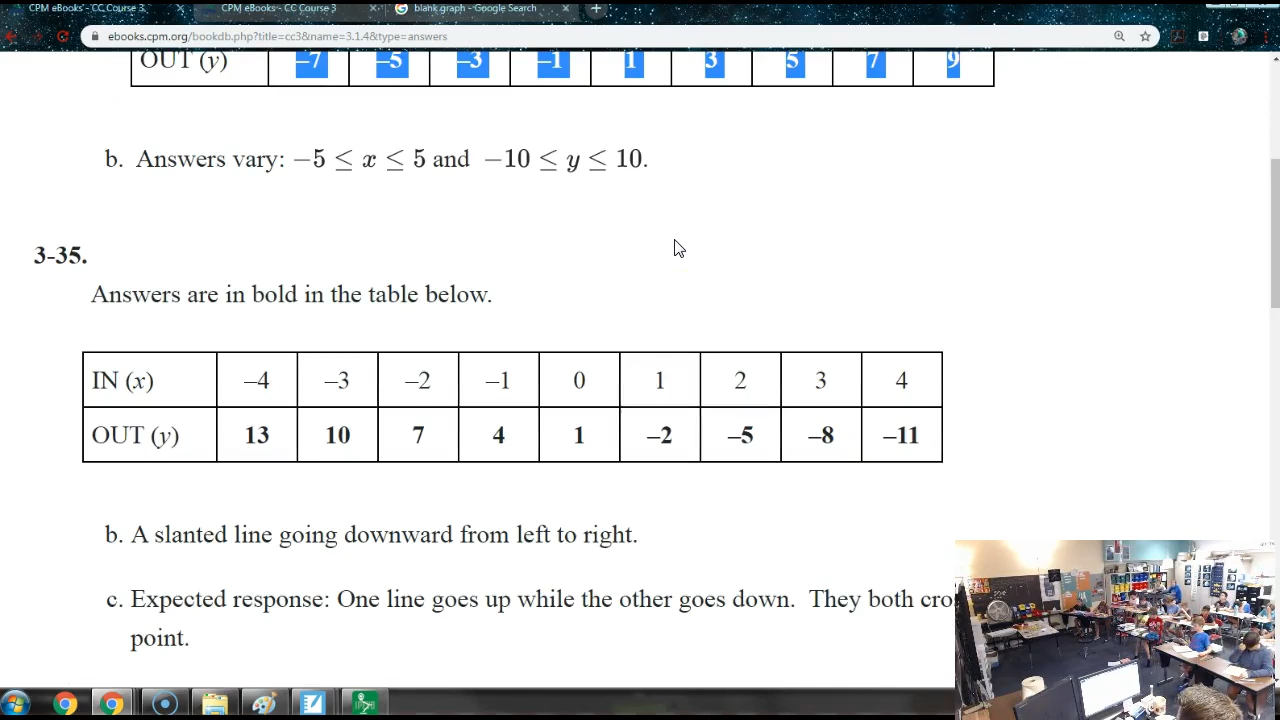 CPM eBooks - CC Course 3
CPM eBooks - CC Course 3
blank graph - Google Search
ebooks.cpm.org/bookdb.php?title=cc3&name=3.1.4&type=answers
OUT (y) –7 –5 –3 –1 1 3 5 7 9
b. Answers vary: −5 ≤ x ≤ 5 and −10 ≤ y ≤ 10.
3-35.
Answers are in bold in the table below.
IN (x) –4 –3 –2 –1 0 1 2 3 4
OUT (y) 13 10 7 4 1 –2 –5 –8 –11
b. A slanted line going downward from left to right.
c. Expected response: One line goes up while the other goes down. They both cro
point.